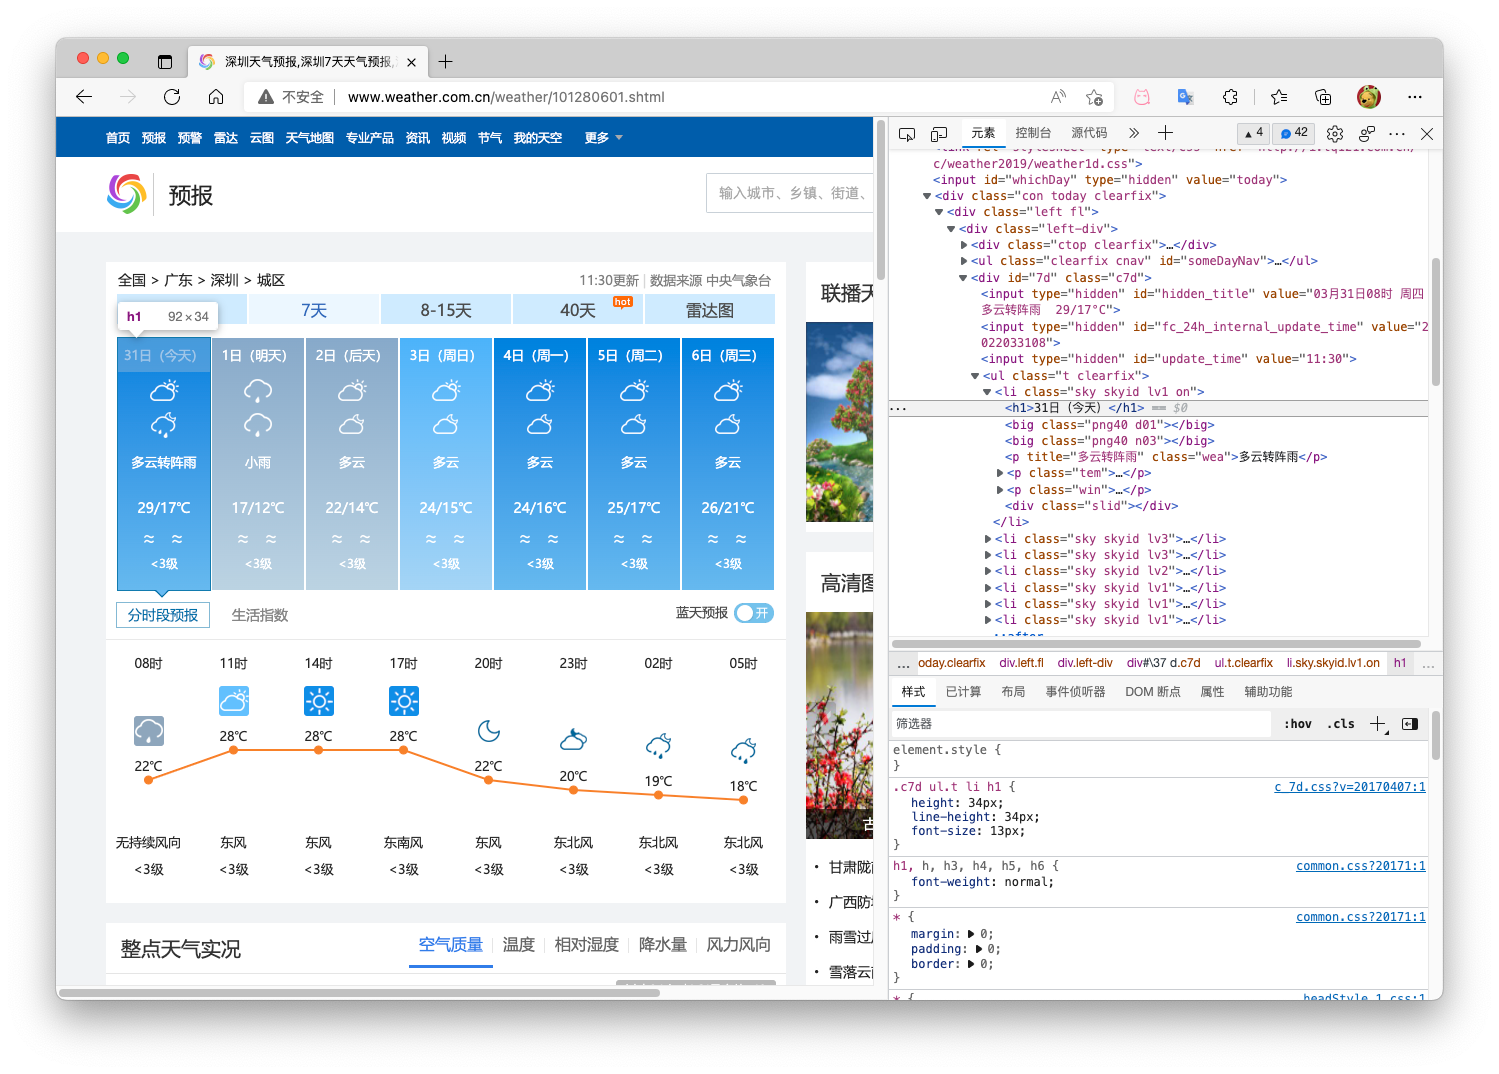 深圳天气预报,深圳7天天气预报,
不安全 www.weather.com.cn/weather/101280601.shtml
首页 预报 预警 雷达 云图 天气地图 专业产品 资讯 视频 节气 我的天空 更多
预报
输入城市、乡镇、街道、
全国 > 广东 > 深圳 > 城区
11:30更新 | 数据来源 中央气象台
7天 8-15天 40天 hot 雷达图
h1 92 × 34
31日（今天） 1日（明天） 2日（后天） 3日（周日） 4日（周一） 5日（周二） 6日（周三）
多云转阵雨 小雨 多云 多云 多云 多云 多云
29/17℃ 17/12℃ 22/14℃ 24/15℃ 24/16℃ 25/17℃ 26/21℃
<3级 <3级 <3级 <3级 <3级 <3级 <3级
分时段预报 生活指数 蓝天预报 开
08时 11时 14时 17时 20时 23时 02时 05时
22℃ 28℃ 28℃ 28℃ 22℃ 20℃ 19℃ 18℃
无持续风向 东风 东风 东南风 东风 东北风 东北风 东北风
<3级 <3级 <3级 <3级 <3级 <3级 <3级 <3级
整点天气实况 空气质量 温度 相对湿度 降水量 风力风向
联播天
高清图
古
· 甘肃陇
· 广西防
· 雨雪过
· 雪落云
元素 控制台 源代码 4 42
c/weather2019/weather1d.css">
<input id="whichDay" type="hidden" value="today">
<div class="con today clearfix">
<div class="left fl">
<div class="left-div">
<div class="ctop clearfix">…</div>
<ul class="clearfix cnav" id="someDayNav">…</ul>
<div id="7d" class="c7d">
<input type="hidden" id="hidden_title" value="03月31日08时 周四
多云转阵雨  29/17°C">
<input type="hidden" id="fc_24h_internal_update_time" value="2
022033108">
<input type="hidden" id="update_time" value="11:30">
<ul class="t clearfix">
<li class="sky skyid lv1 on">
<h1>31日（今天）</h1> == $0
<big class="png40 d01"></big>
<big class="png40 n03"></big>
<p title="多云转阵雨" class="wea">多云转阵雨</p>
<p class="tem">…</p>
<p class="win">…</p>
<div class="slid"></div>
</li>
<li class="sky skyid lv3">…</li>
<li class="sky skyid lv3">…</li>
<li class="sky skyid lv2">…</li>
<li class="sky skyid lv1">…</li>
<li class="sky skyid lv1">…</li>
<li class="sky skyid lv1">…</li>
::after
... oday.clearfix div.left.fl div.left-div div#\37 d.c7d ul.t.clearfix li.sky.skyid.lv1.on h1 ...
样式 已计算 布局 事件侦听器 DOM 断点 属性 辅助功能
筛选器 :hov .cls
element.style {
}
.c7d ul.t li h1 { c_7d.css?v=20170407:1
height: 34px;
line-height: 34px;
font-size: 13px;
}
h1, h, h3, h4, h5, h6 { common.css?20171:1
font-weight: normal;
}
* { common.css?20171:1
margin: 0;
padding: 0;
border: 0;
}
* { headStyle_1.css:1